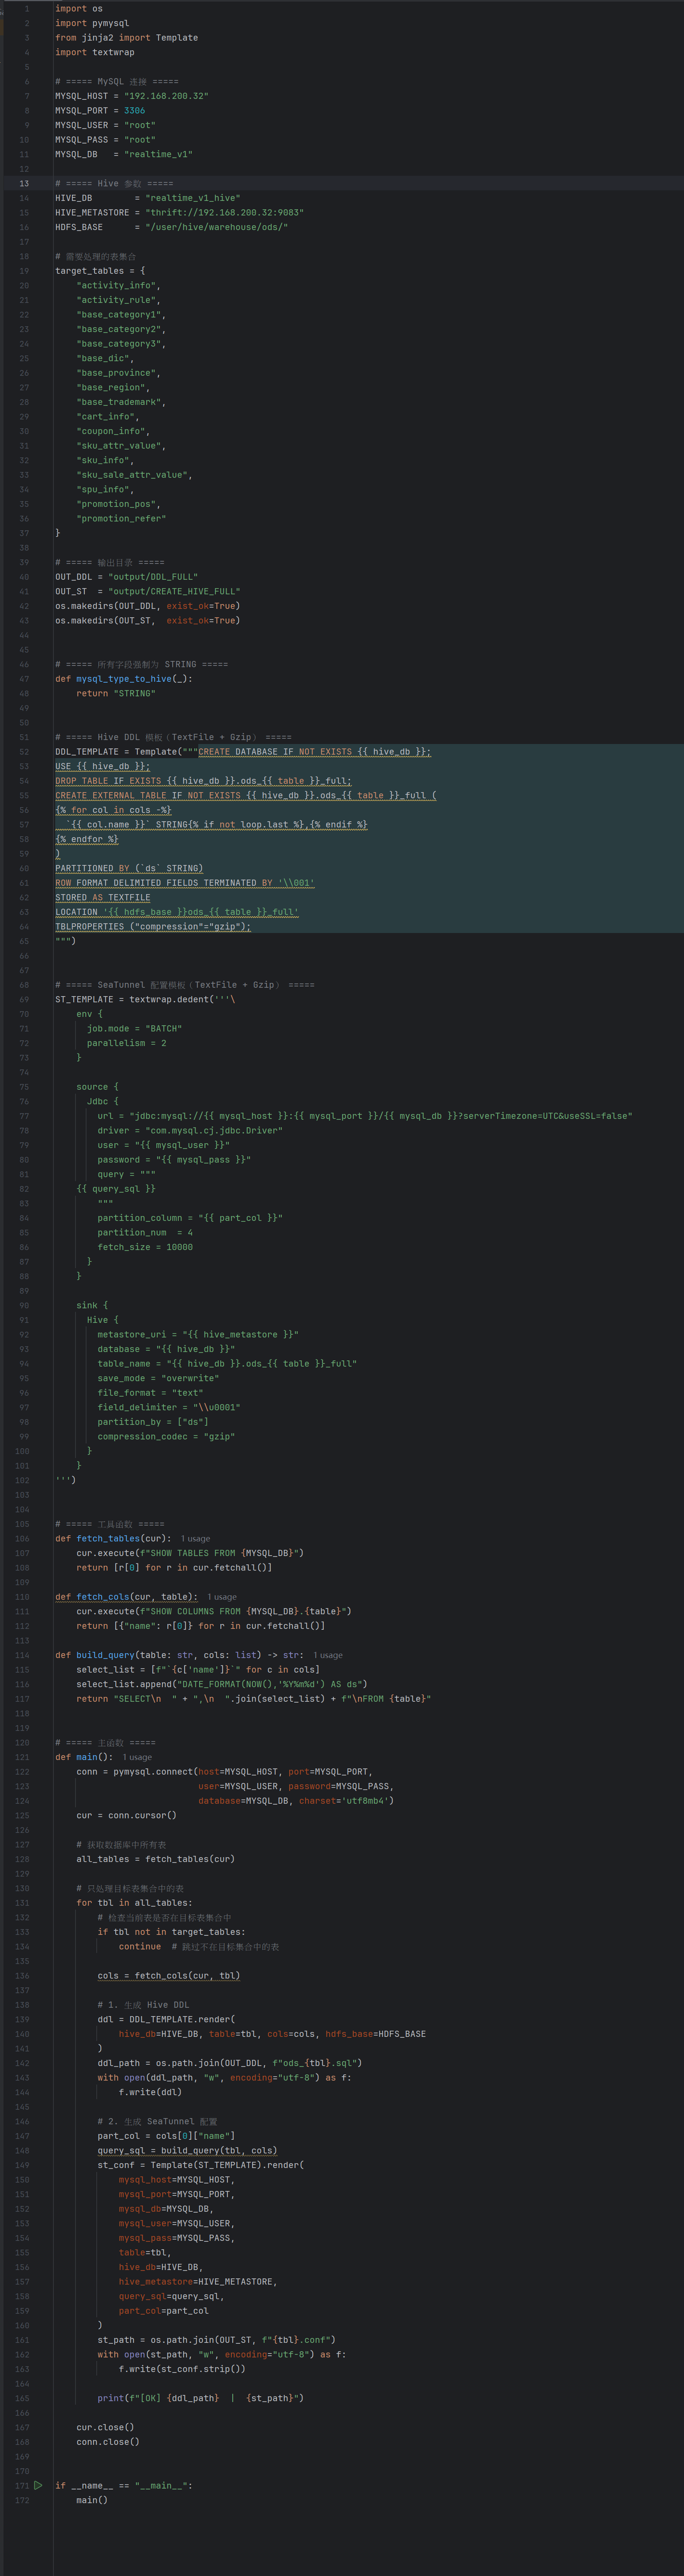 1 import os
2 import pymysql
3 from jinja2 import Template
4 import textwrap
5
6 # ===== MySQL 连接 =====
7 MYSQL_HOST = "192.168.200.32"
8 MYSQL_PORT = 3306
9 MYSQL_USER = "root"
10 MYSQL_PASS = "root"
11 MYSQL_DB   = "realtime_v1"
12
13 # ===== Hive 参数 =====
14 HIVE_DB        = "realtime_v1_hive"
15 HIVE_METASTORE = "thrift://192.168.200.32:9083"
16 HDFS_BASE      = "/user/hive/warehouse/ods/"
17
18 # 需要处理的表集合
19 target_tables = {
20     "activity_info",
21     "activity_rule",
22     "base_category1",
23     "base_category2",
24     "base_category3",
25     "base_dic",
26     "base_province",
27     "base_region",
28     "base_trademark",
29     "cart_info",
30     "coupon_info",
31     "sku_attr_value",
32     "sku_info",
33     "sku_sale_attr_value",
34     "spu_info",
35     "promotion_pos",
36     "promotion_refer"
37 }
38
39 # ===== 输出目录 =====
40 OUT_DDL = "output/DDL_FULL"
41 OUT_ST  = "output/CREATE_HIVE_FULL"
42 os.makedirs(OUT_DDL, exist_ok=True)
43 os.makedirs(OUT_ST,  exist_ok=True)
44
45
46 # ===== 所有字段强制为 STRING =====
47 def mysql_type_to_hive(_):
48     return "STRING"
49
50
51 # ===== Hive DDL 模板（TextFile + Gzip） =====
52 DDL_TEMPLATE = Template("""CREATE DATABASE IF NOT EXISTS {{ hive_db }};
53 USE {{ hive_db }};
54 DROP TABLE IF EXISTS {{ hive_db }}.ods_{{ table }}_full;
55 CREATE EXTERNAL TABLE IF NOT EXISTS {{ hive_db }}.ods_{{ table }}_full (
56 {% for col in cols -%}
57   `{{ col.name }}` STRING{% if not loop.last %},{% endif %}
58 {% endfor %}
59 )
60 PARTITIONED BY (`ds` STRING)
61 ROW FORMAT DELIMITED FIELDS TERMINATED BY '\\001'
62 STORED AS TEXTFILE
63 LOCATION '{{ hdfs_base }}ods_{{ table }}_full'
64 TBLPROPERTIES ("compression"="gzip");
65 """)
66
67
68 # ===== SeaTunnel 配置模板（TextFile + Gzip） =====
69 ST_TEMPLATE = textwrap.dedent('''\
70     env {
71       job.mode = "BATCH"
72       parallelism = 2
73     }
74
75     source {
76       Jdbc {
77         url = "jdbc:mysql://{{ mysql_host }}:{{ mysql_port }}/{{ mysql_db }}?serverTimezone=UTC&useSSL=false"
78         driver = "com.mysql.cj.jdbc.Driver"
79         user = "{{ mysql_user }}"
80         password = "{{ mysql_pass }}"
81         query = """
82     {{ query_sql }}
83         """
84         partition_column = "{{ part_col }}"
85         partition_num  = 4
86         fetch_size = 10000
87       }
88     }
89
90     sink {
91       Hive {
92         metastore_uri = "{{ hive_metastore }}"
93         database = "{{ hive_db }}"
94         table_name = "{{ hive_db }}.ods_{{ table }}_full"
95         save_mode = "overwrite"
96         file_format = "text"
97         field_delimiter = "\\u0001"
98         partition_by = ["ds"]
99         compression_codec = "gzip"
100       }
101     }
102 ''')
103
104
105 # ===== 工具函数 =====
106 def fetch_tables(cur):  1 usage
107     cur.execute(f"SHOW TABLES FROM {MYSQL_DB}")
108     return [r[0] for r in cur.fetchall()]
109
110 def fetch_cols(cur, table):  1 usage
111     cur.execute(f"SHOW COLUMNS FROM {MYSQL_DB}.{table}")
112     return [{"name": r[0]} for r in cur.fetchall()]
113
114 def build_query(table: str, cols: list) -> str:  1 usage
115     select_list = [f"`{c['name']}`" for c in cols]
116     select_list.append("DATE_FORMAT(NOW(),'%Y%m%d') AS ds")
117     return "SELECT\n  " + ",\n  ".join(select_list) + f"\nFROM {table}"
118
119
120 # ===== 主函数 =====
121 def main():  1 usage
122     conn = pymysql.connect(host=MYSQL_HOST, port=MYSQL_PORT,
123                            user=MYSQL_USER, password=MYSQL_PASS,
124                            database=MYSQL_DB, charset='utf8mb4')
125     cur = conn.cursor()
126
127     # 获取数据库中所有表
128     all_tables = fetch_tables(cur)
129
130     # 只处理目标表集合中的表
131     for tbl in all_tables:
132         # 检查当前表是否在目标表集合中
133         if tbl not in target_tables:
134             continue  # 跳过不在目标集合中的表
135
136         cols = fetch_cols(cur, tbl)
137
138         # 1. 生成 Hive DDL
139         ddl = DDL_TEMPLATE.render(
140             hive_db=HIVE_DB, table=tbl, cols=cols, hdfs_base=HDFS_BASE
141         )
142         ddl_path = os.path.join(OUT_DDL, f"ods_{tbl}.sql")
143         with open(ddl_path, "w", encoding="utf-8") as f:
144             f.write(ddl)
145
146         # 2. 生成 SeaTunnel 配置
147         part_col = cols[0]["name"]
148         query_sql = build_query(tbl, cols)
149         st_conf = Template(ST_TEMPLATE).render(
150             mysql_host=MYSQL_HOST,
151             mysql_port=MYSQL_PORT,
152             mysql_db=MYSQL_DB,
153             mysql_user=MYSQL_USER,
154             mysql_pass=MYSQL_PASS,
155             table=tbl,
156             hive_db=HIVE_DB,
157             hive_metastore=HIVE_METASTORE,
158             query_sql=query_sql,
159             part_col=part_col
160         )
161         st_path = os.path.join(OUT_ST, f"{tbl}.conf")
162         with open(st_path, "w", encoding="utf-8") as f:
163             f.write(st_conf.strip())
164
165         print(f"[OK] {ddl_path}  |  {st_path}")
166
167     cur.close()
168     conn.close()
169
170
171 if __name__ == "__main__":
172     main()